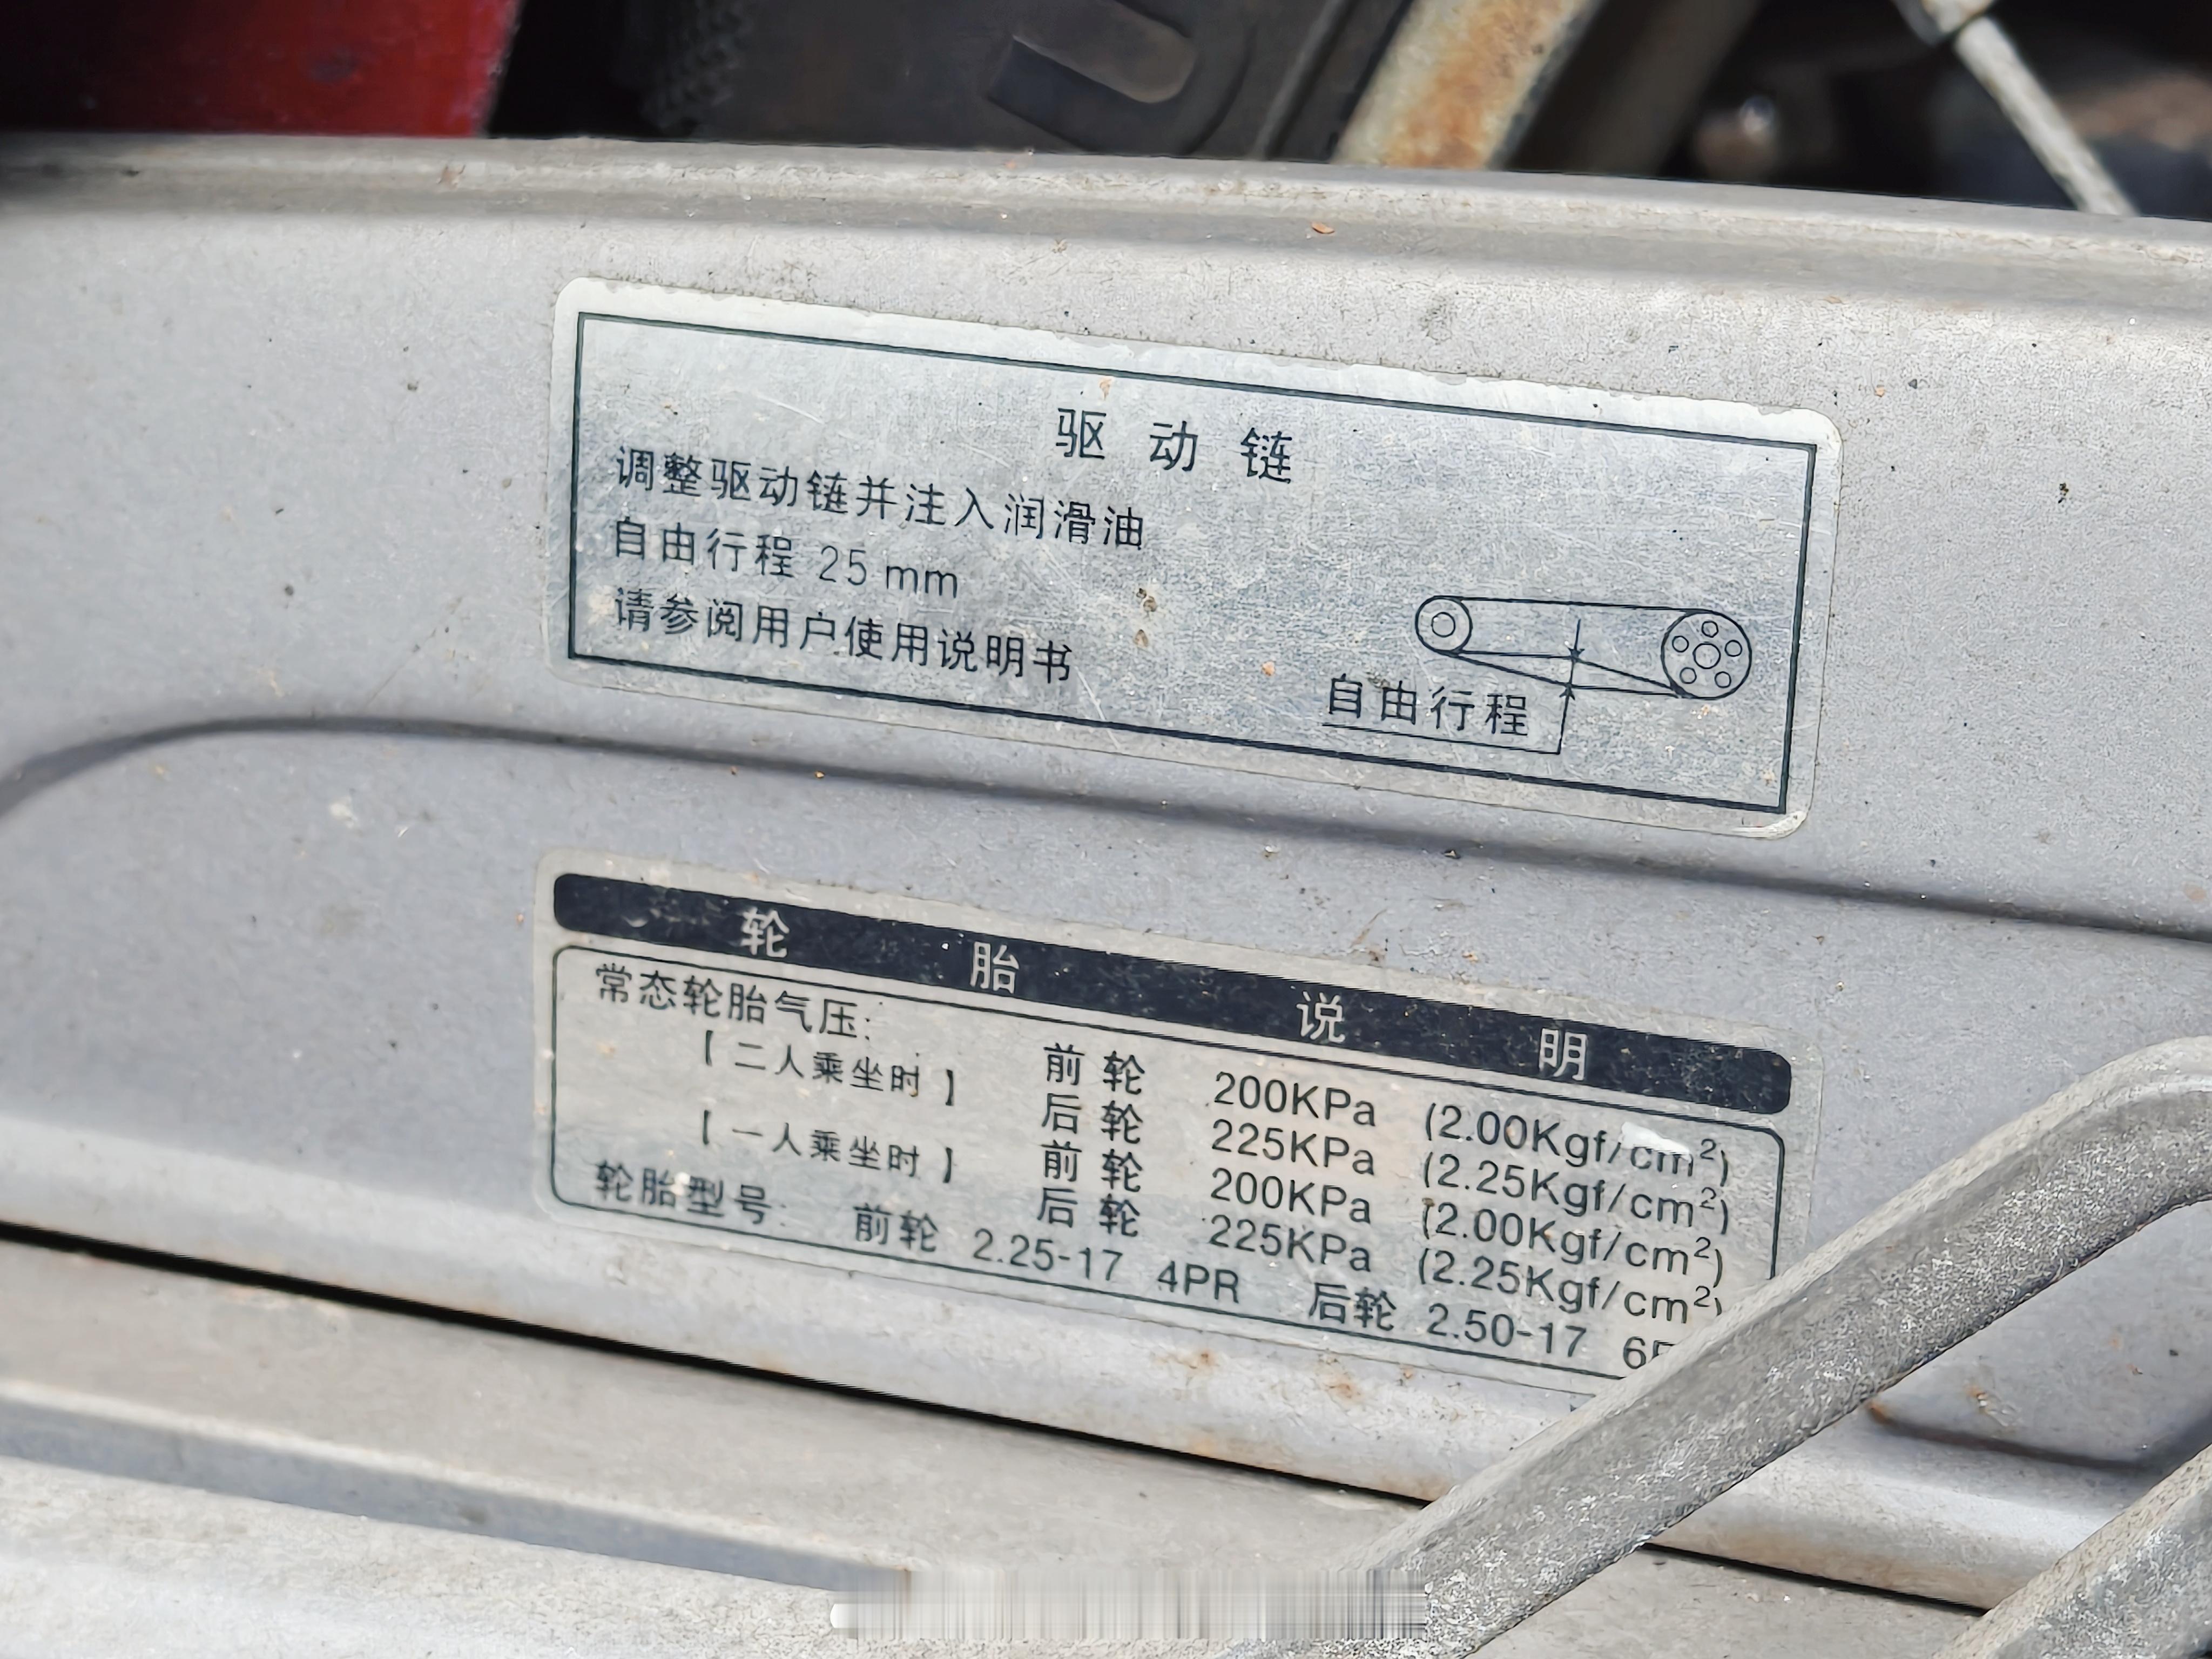 驱动链
调整驱动链并注入润滑油
自由行程 25 mm
请参阅用户使用说明书
自由行程
轮胎说明
常态轮胎气压:
【二人乘坐时】 前轮 200KPa (2.00Kgf/cm²)
后轮 225KPa (2.25Kgf/cm²)
【一人乘坐时】 前轮 200KPa (2.00Kgf/cm²)
后轮 225KPa (2.25Kgf/cm²)
轮胎型号: 前轮 2.25-17 4PR 后轮 2.50-17